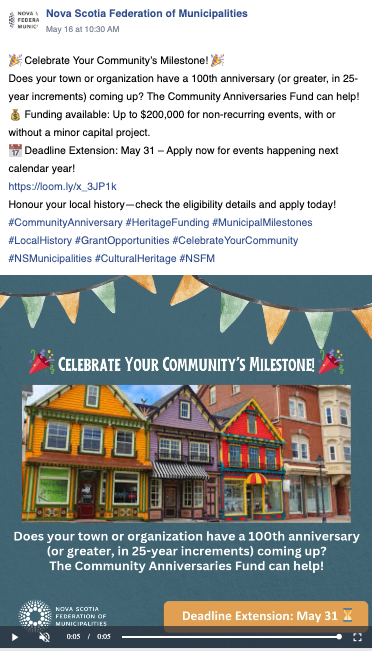 NOVA S
FEDERA
MUNIC
Nova Scotia Federation of Municipalities
May 16 at 10:30 AM
🎉 Celebrate Your Community's Milestone! 🎉
Does your town or organization have a 100th anniversary (or greater, in 25-
year increments) coming up? The Community Anniversaries Fund can help!
💰 Funding available: Up to $200,000 for non-recurring events, with or
without a minor capital project.
📅 Deadline Extension: May 31 – Apply now for events happening next
calendar year!
https://loom.ly/x_3JP1k
Honour your local history—check the eligibility details and apply today!
#CommunityAnniversary #HeritageFunding #MunicipalMilestones
#LocalHistory #GrantOpportunities #CelebrateYourCommunity
#NSMunicipalities #CulturalHeritage #NSFM
🎉 CELEBRATE YOUR COMMUNITY'S MILESTONE! 🎉
Does your town or organization have a 100th anniversary
(or greater, in 25-year increments) coming up?
The Community Anniversaries Fund can help!
NOVA SCOTIA
FEDERATION OF
MUNICIPALITIES
Deadline Extension: May 31 ⏳
0:05 / 0:05